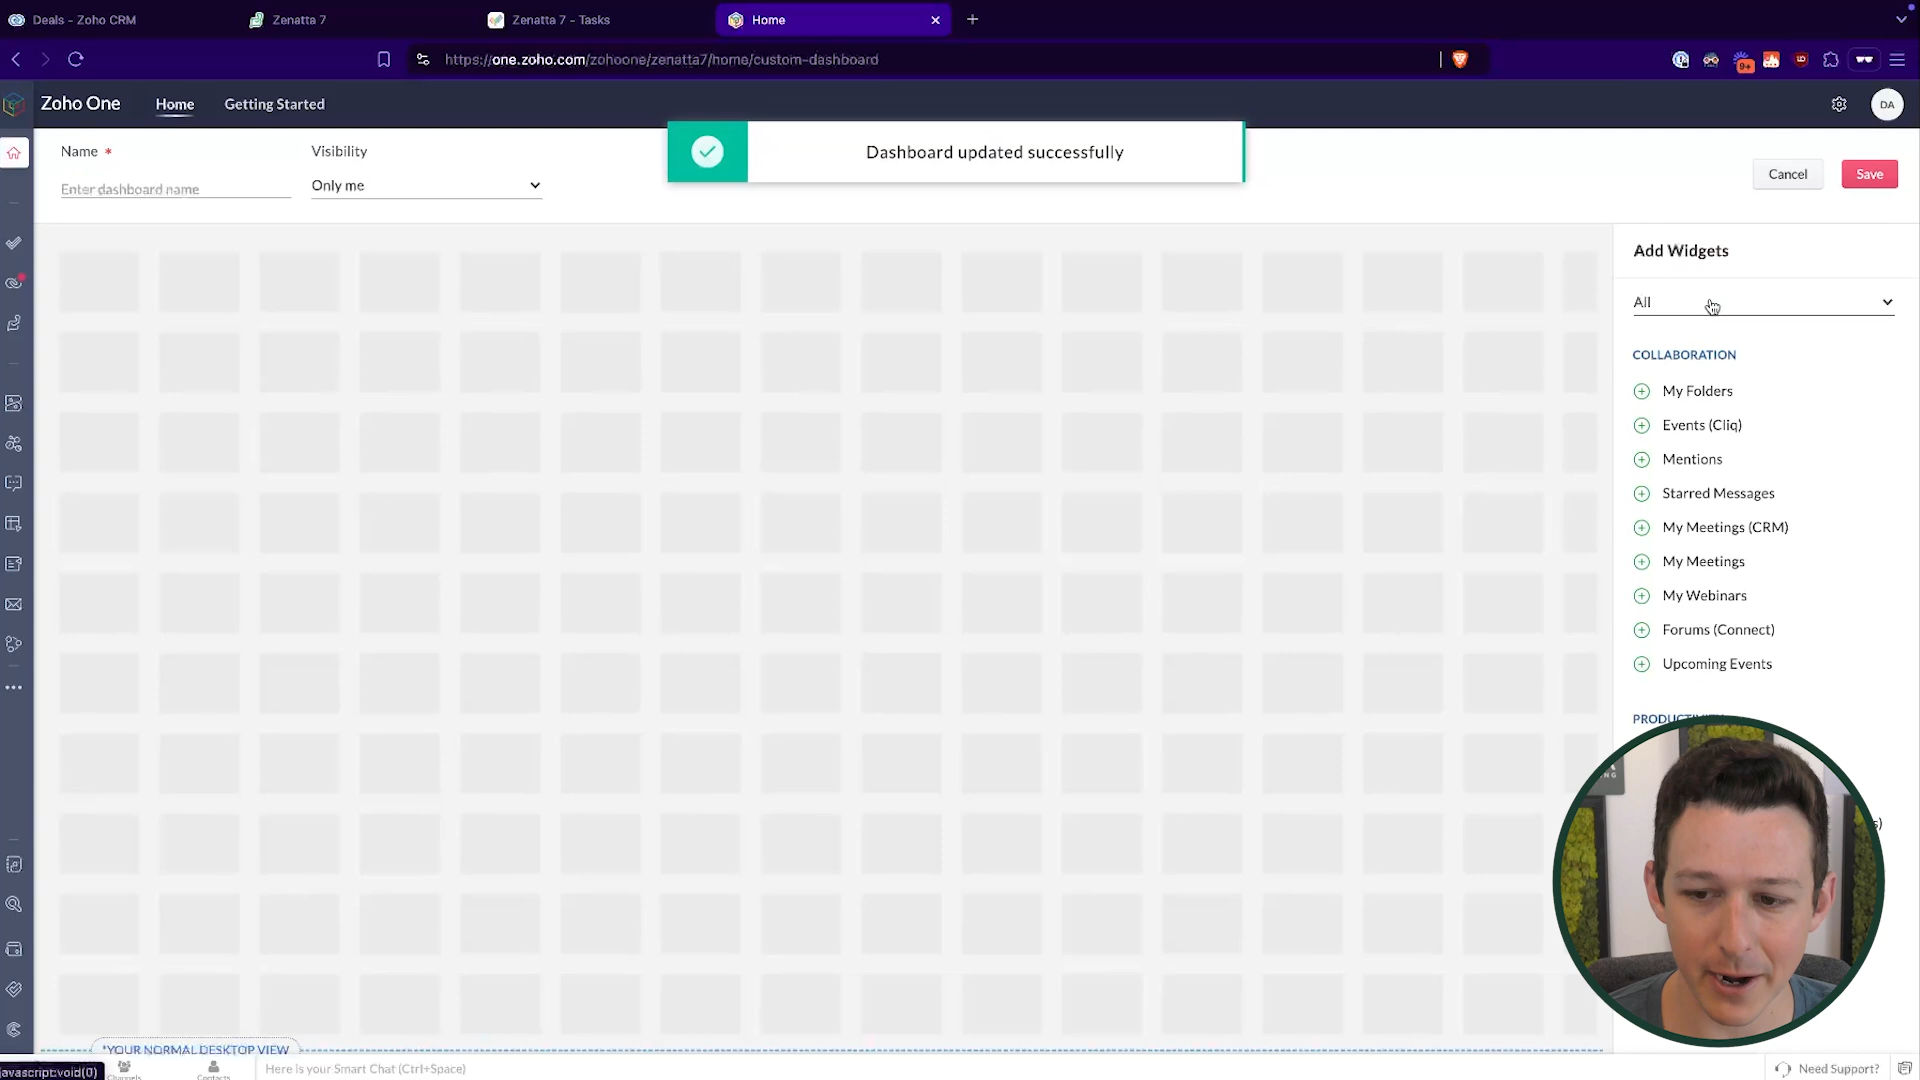 Deals - Zoho CRM
Zenatta 7
Zenatta 7 - Tasks
Home
https://one.zoho.com/zohoone/zenatta7/home/custom-dashboard
9+
Zoho One
Home
Getting Started
DA
Name *
Visibility
Enter dashboard name
Only me
Dashboard updated successfully
Cancel
Save
Add Widgets
All
COLLABORATION
My Folders
Events (Cliq)
Mentions
Starred Messages
My Meetings (CRM)
My Meetings
My Webinars
Forums (Connect)
Upcoming Events
*YOUR NORMAL DESKTOP VIEW
javascript:void(0)
Channels
Contacts
Here is your Smart Chat (Ctrl+Space)
Need Support?